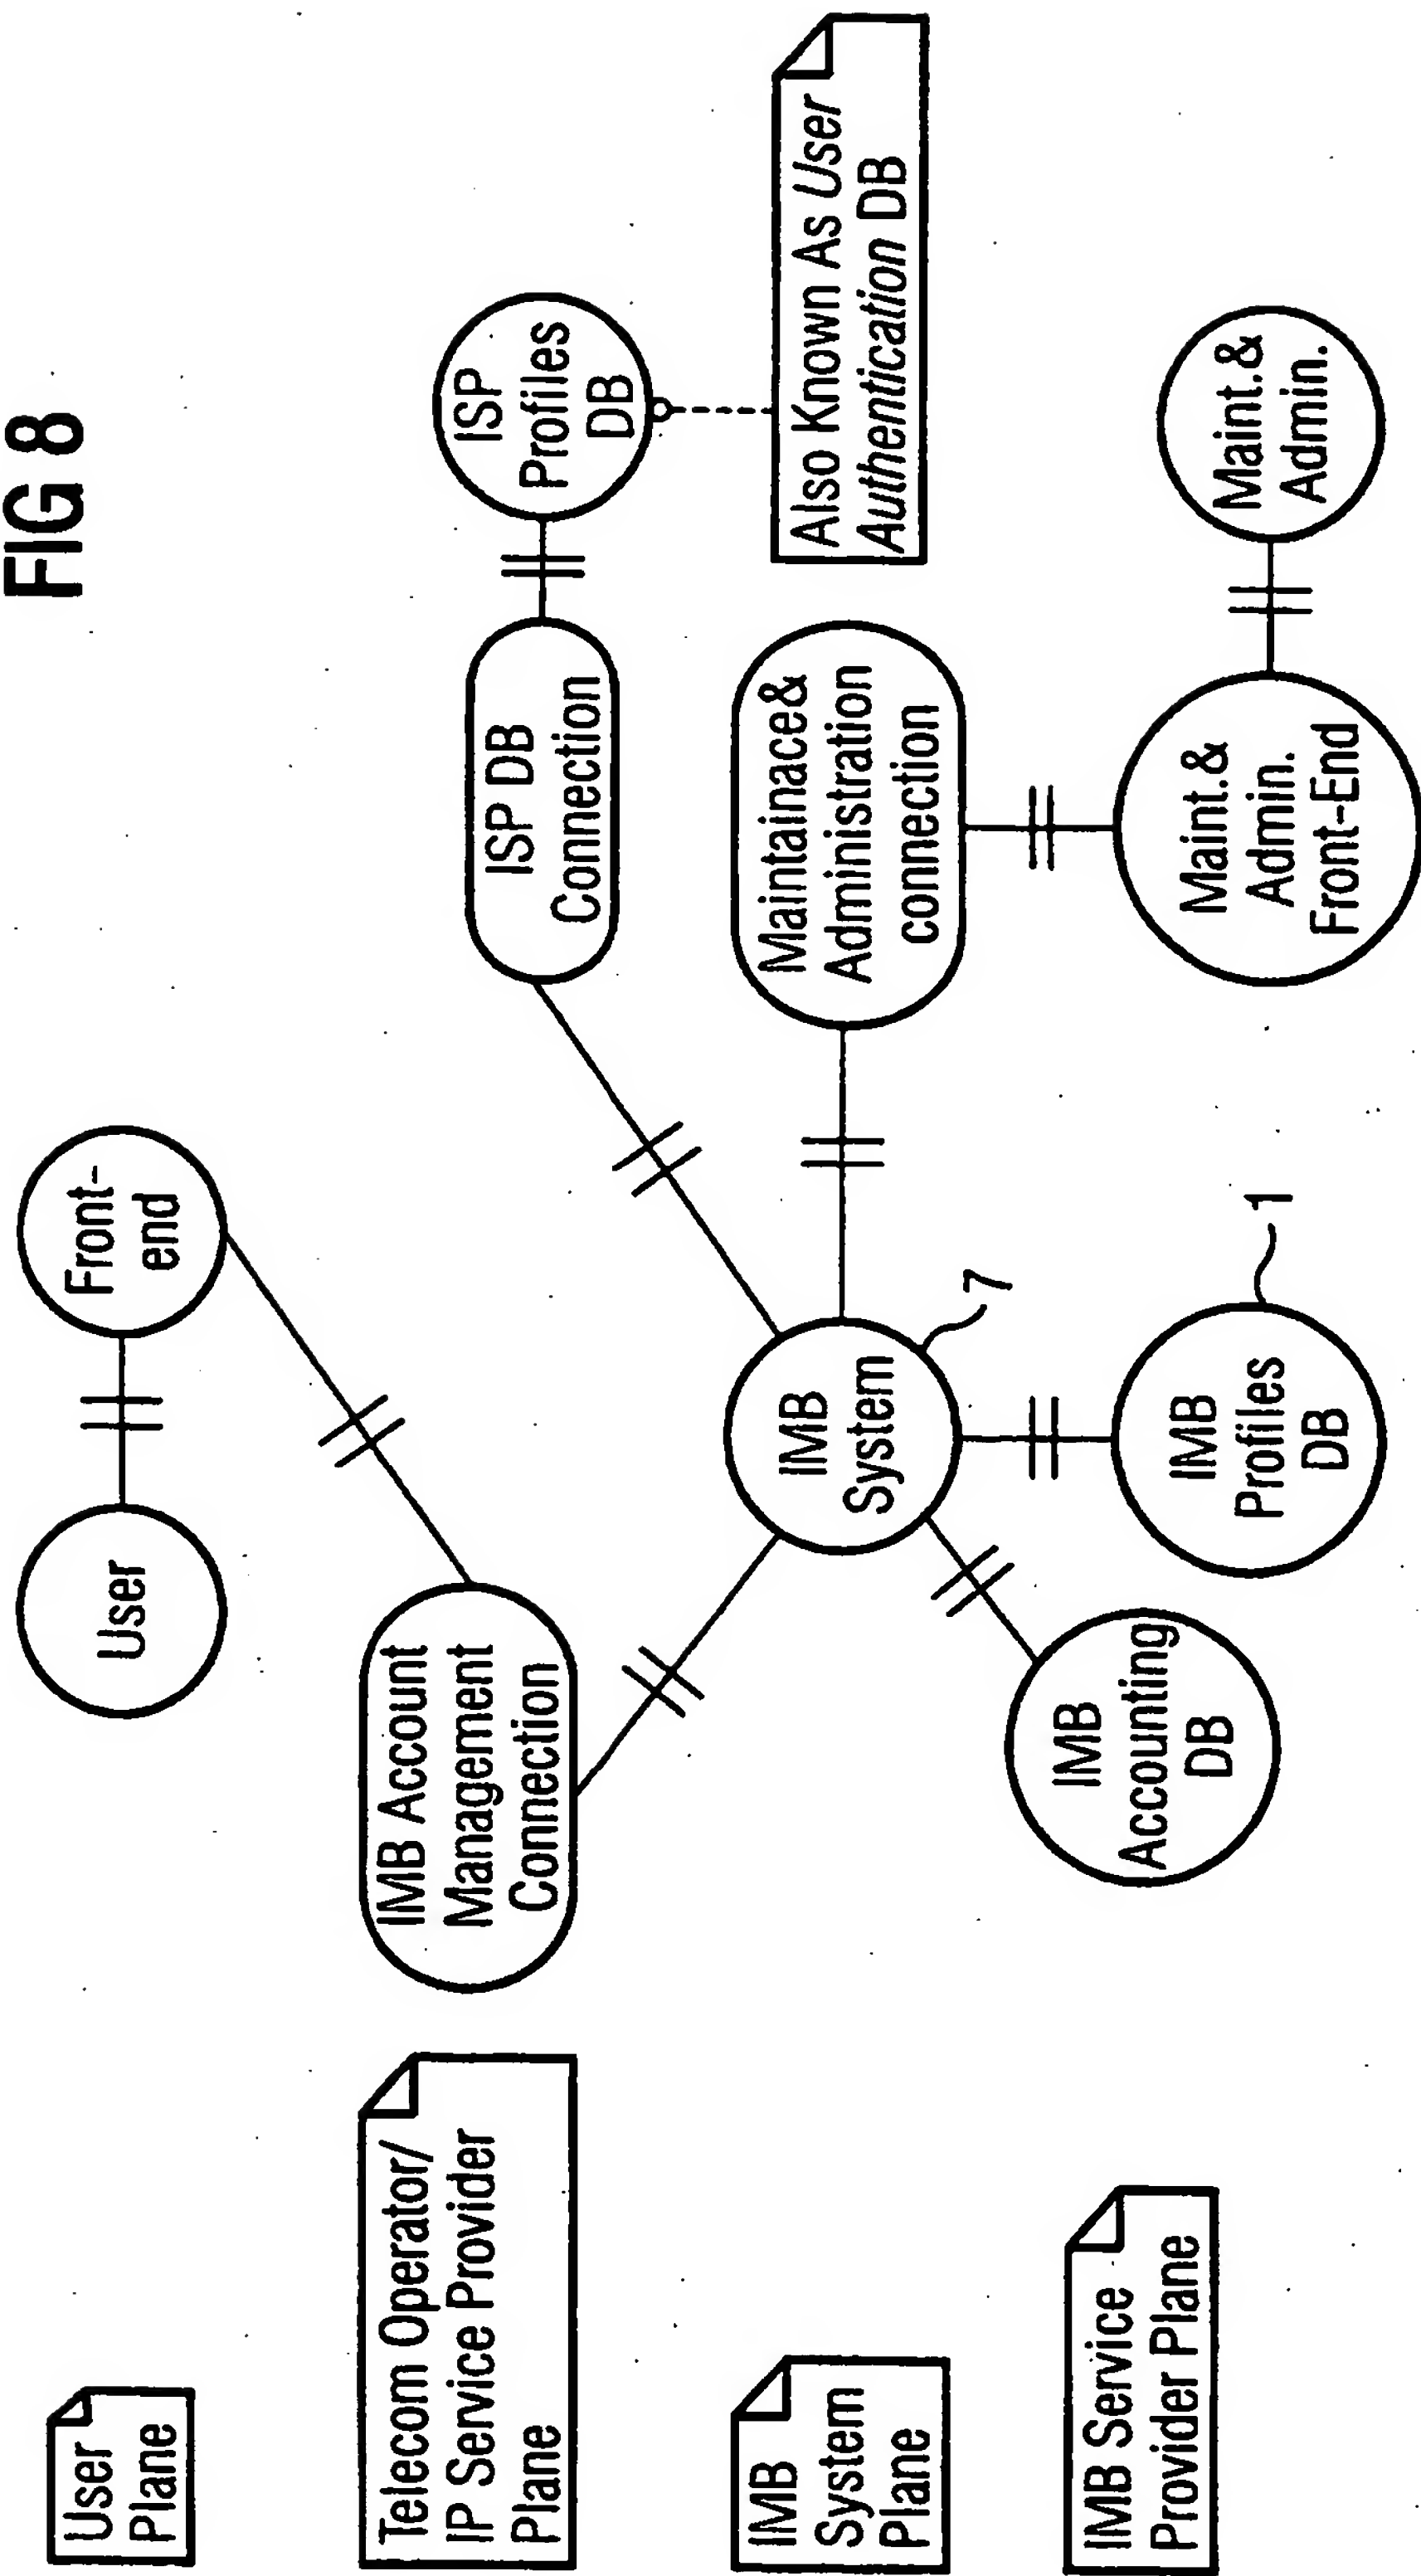 FIG 8
User
Plane
User
Front-
end
Telecom Operator/
IP Service Provider
Plane
IMB Account
Management
Connection
ISP DB
Connection
ISP
Profiles
DB
Also Known As User
Authentication DB
IMB
System
Plane
IMB
System
7
Maintainace&
Administration
connection
IMB Service
Provider Plane
IMB
Accounting
DB
IMB
Profiles
DB
1
Maint.&
Admin.
Front-End
Maint.&
Admin.